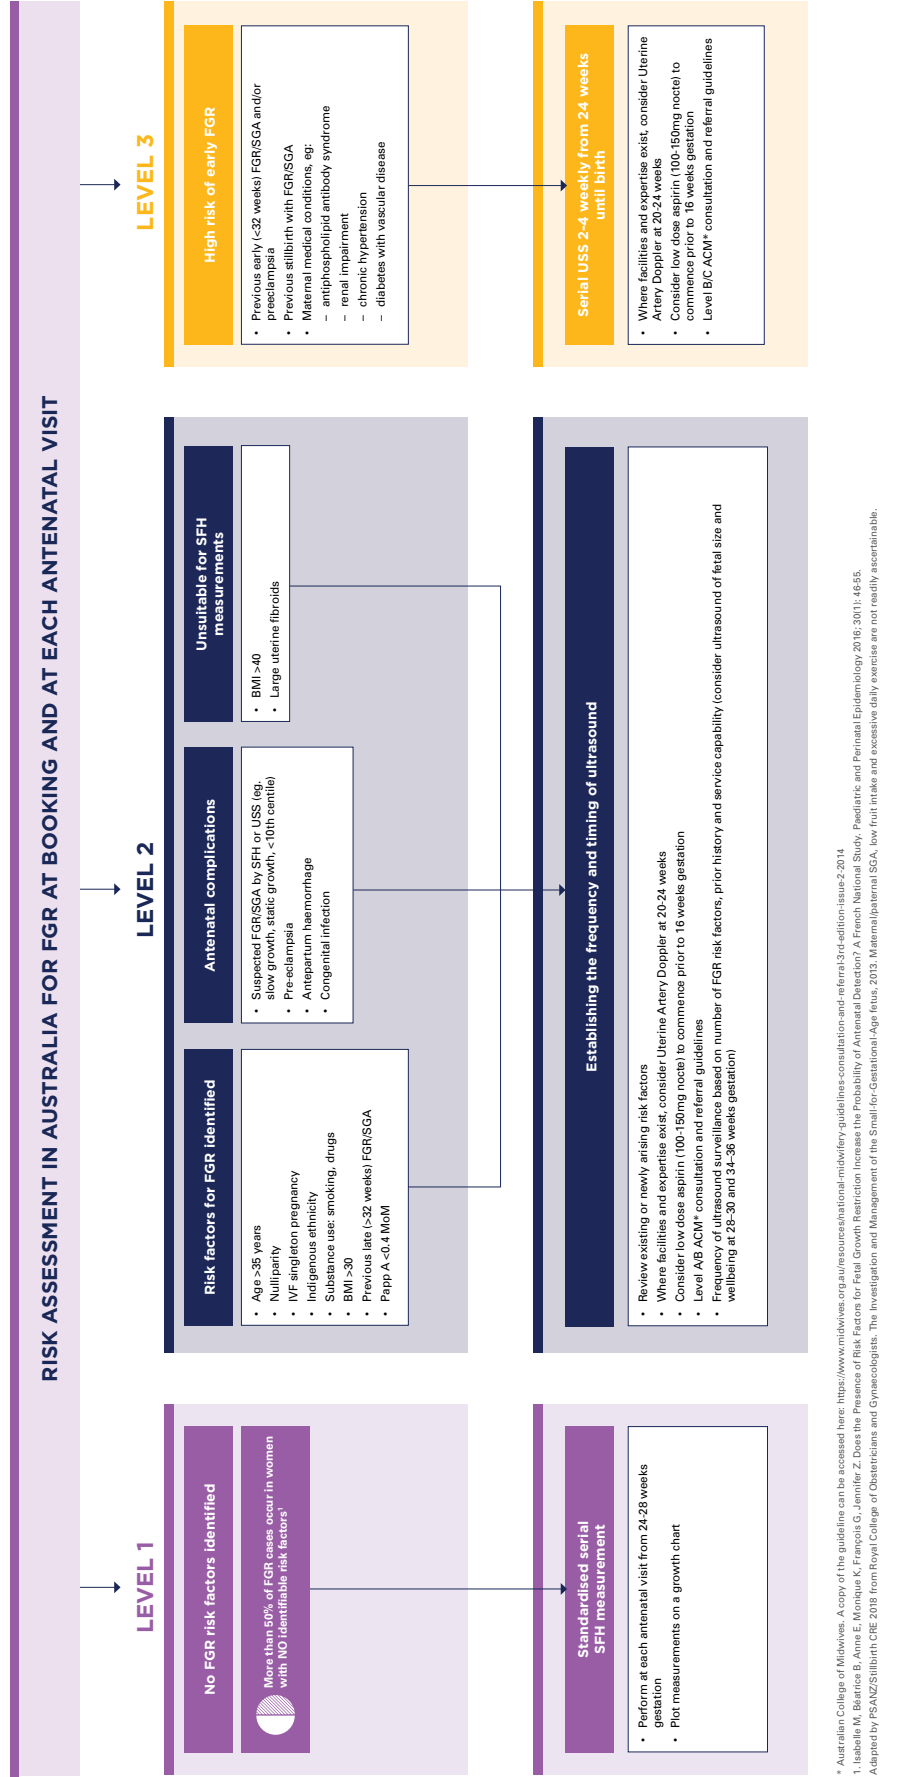 RISK ASSESSMENT IN AUSTRALIA FOR FGR AT BOOKING AND AT EACH ANTENATAL VISIT
LEVEL 1
No FGR risk factors identified
More than 50% of FGR cases occur in women
with NO identifiable risk factors¹
Standardised serial
SFH measurement
• Perform at each antenatal visit from 24-28 weeks
gestation
• Plot measurements on a growth chart
LEVEL 2
Risk factors for FGR identified
• Age >35 years
• Nulliparity
• IVF singleton pregnancy
• Indigenous ethnicity
• Substance use: smoking, drugs
• BMI >30
• Previous late (>32 weeks) FGR/SGA
• Papp A <0.4 MoM
Antenatal complications
• Suspected FGR/SGA by SFH or USS (eg.
slow growth, static growth, <10th centile)
• Pre-eclampsia
• Antepartum haemorrhage
• Congenital infection
Unsuitable for SFH
measurements
• BMI >40
• Large uterine fibroids
Establishing the frequency and timing of ultrasound
• Review existing or newly arising risk factors
• Where facilities and expertise exist, consider Uterine Artery Doppler at 20-24 weeks
• Consider low dose aspirin (100-150mg nocte) to commence prior to 16 weeks gestation
• Level A/B ACM* consultation and referral guidelines
• Frequency of ultrasound surveillance based on number of FGR risk factors, prior history and service capability (consider ultrasound of fetal size and
wellbeing at 28–30 and 34–36 weeks gestation)
LEVEL 3
High risk of early FGR
• Previous early (<32 weeks) FGR/SGA and/or
preeclampsia
• Previous stillbirth with FGR/SGA
• Maternal medical conditions, eg:
– antiphospholipid antibody syndrome
– renal impairment
– chronic hypertension
– diabetes with vascular disease
Serial USS 2-4 weekly from 24 weeks
until birth
• Where facilities and expertise exist, consider Uterine
Artery Doppler at 20-24 weeks
• Consider low dose aspirin (100-150mg nocte) to
commence prior to 16 weeks gestation
• Level B/C ACM* consultation and referral guidelines
* Australian College of Midwives. A copy of the guideline can be accessed here: https://www.midwives.org.au/resources/national-midwifery-guidelines-consultation-and-referral-3rd-edition-issue-2-2014
1. Isabelle M, Béatrice B, Anne E, Monique K, François G, Jennifer Z. Does the Presence of Risk Factors for Fetal Growth Restriction Increase the Probability of Antenatal Detection? A French National Study. Paediatric and Perinatal Epidemiology 2016; 30(1): 46-55.
Adapted by PSANZ/Stillbirth CRE 2018 from Royal College of Obstetricians and Gynaecologists. The Investigation and Management of the Small-for-Gestational-Age fetus, 2013. Maternal/paternal SGA, low fruit intake and excessive daily exercise are not readily ascertainable.